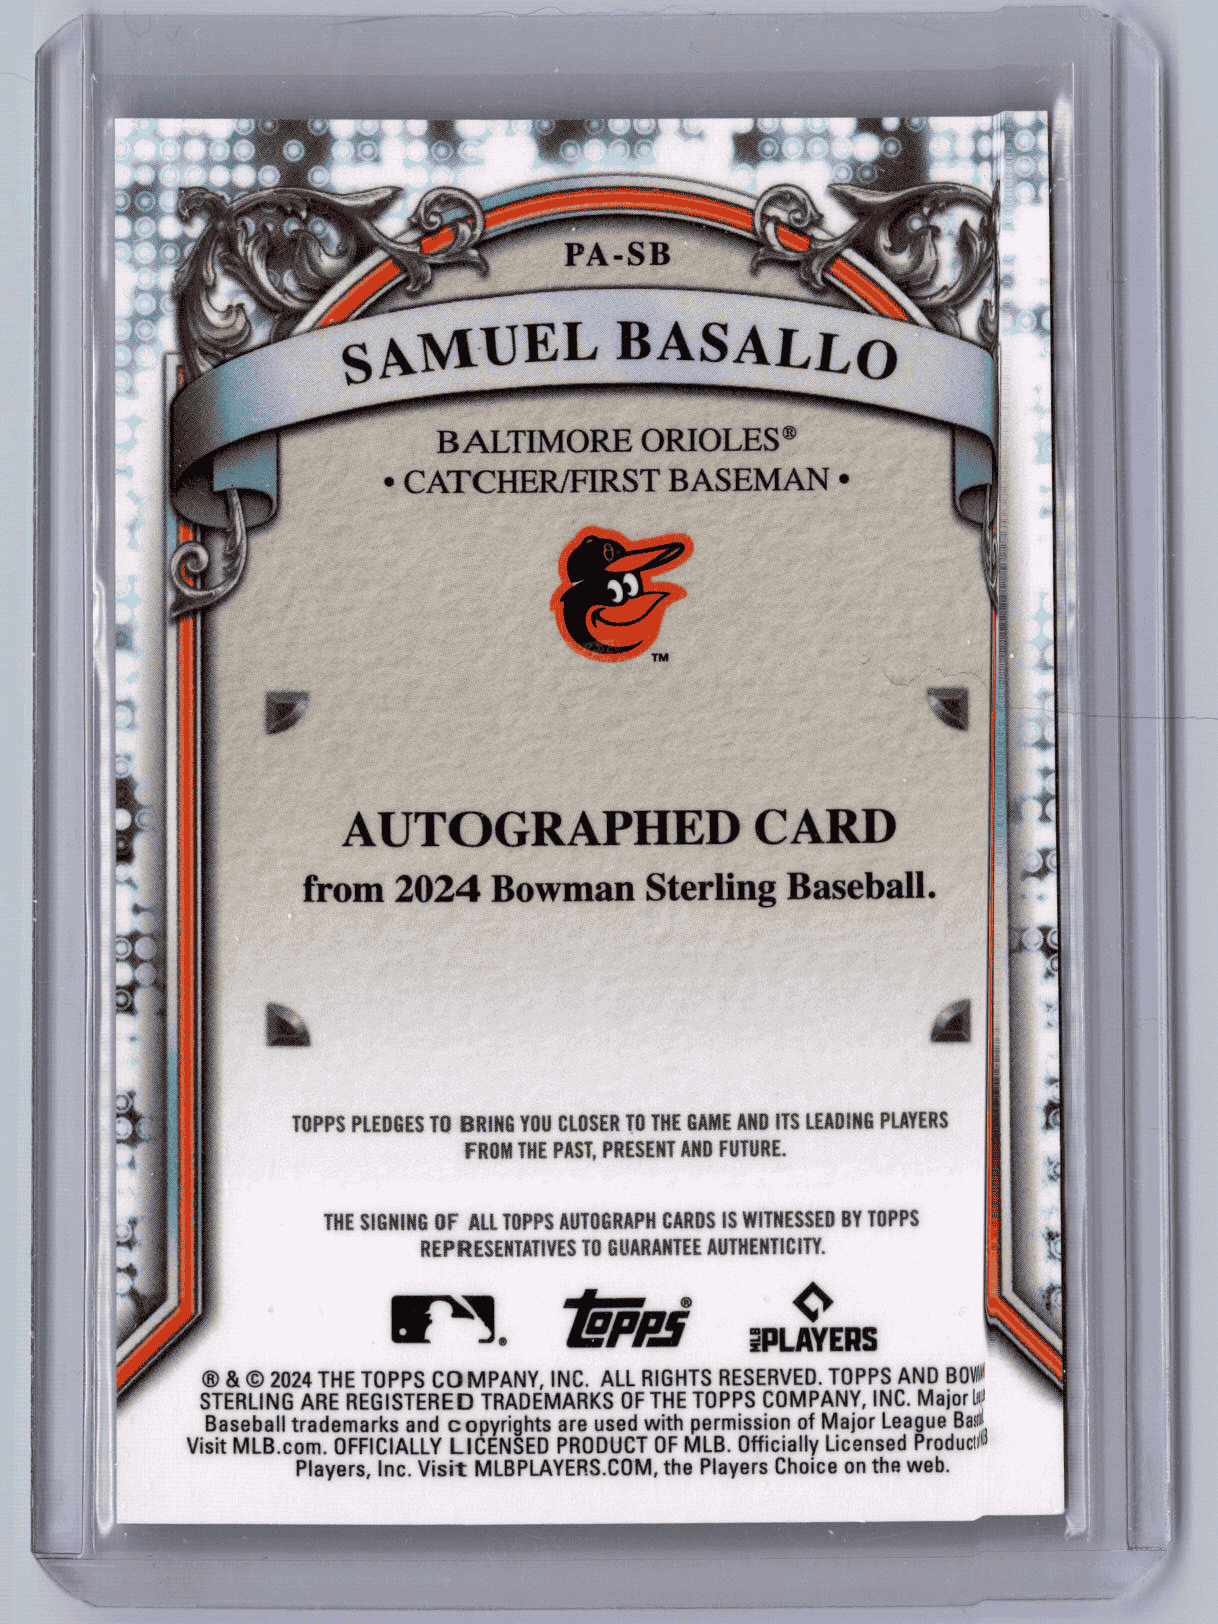 PA-SB
SAMUEL BASALLO
BALTIMORE ORIOLES®
• CATCHER/FIRST BASEMAN •
TM
AUTOGRAPHED CARD
from 2024 Bowman Sterling Baseball.
TOPPS PLEDGES TO BRING YOU CLOSER TO THE GAME AND ITS LEADING PLAYERS
FROM THE PAST, PRESENT AND FUTURE.
THE SIGNING OF ALL TOPPS AUTOGRAPH CARDS IS WITNESSED BY TOPPS
REPRESENTATIVES TO GUARANTEE AUTHENTICITY.
® topps® MLB PLAYERS
® & © 2024 THE TOPPS COMPANY, INC. ALL RIGHTS RESERVED. TOPPS AND
STERLING ARE REGISTERED TRADEMARKS OF THE TOPPS COMPANY, INC. Major
Baseball trademarks and copyrights are used with permission of Major League
Visit MLB.com. OFFICIALLY LICENSED PRODUCT OF MLB. Officially Licensed Product
Players, Inc. Visit MLBPLAYERS.COM, the Players Choice on the web.